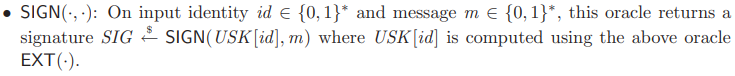 • SIGN(·, ·): On input identity id ∈ {0, 1}* and message m ∈ {0, 1}*, this oracle returns a
signature SIG ←$ SIGN(USK[id], m) where USK[id] is computed using the above oracle
EXT(·).